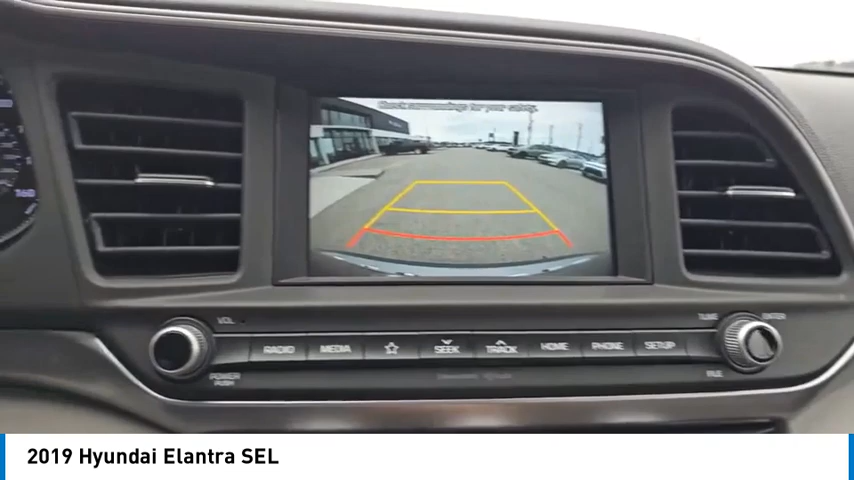 Check surroundings for your safety.
160
VOL
TUNE
ENTER
RADIO
MEDIA
SEEK
TRACK
HOME
PHONE
SETUP
POWER
PUSH
FILE
2019 Hyundai Elantra SEL